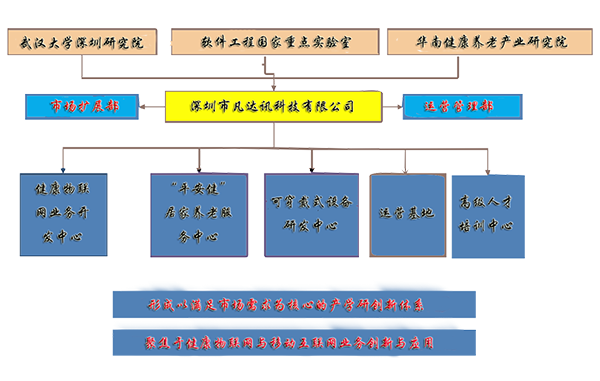 武汉大学深圳研究院
软件工程国家重点实验室
华南健康养老产业研究院
市场扩展部
深圳市凡达讯科技有限公司
运营管理部
健康物联
网业务开
发中心
“平安健”
居家养老服
务中心
可穿戴式设备
研发中心
运营基地
高级人才
培训中心
形成以满足市场需求为核心的产学研创新体系
聚焦于健康物联网与移动互联网业务创新与应用